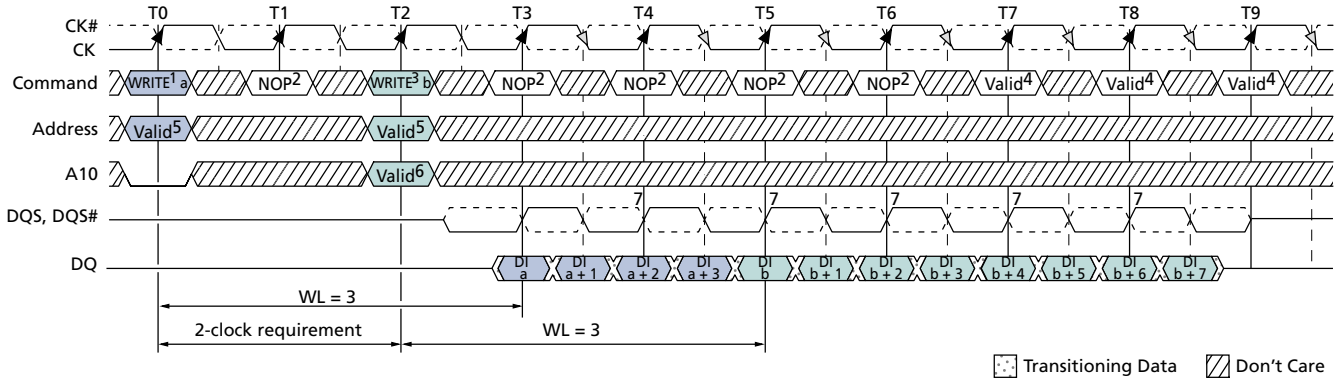 T0 T1 T2 T3 T4 T5 T6 T7 T8 T9
CK#
CK
Command WRITE1 a NOP2 WRITE3 b NOP2 NOP2 NOP2 NOP2 Valid4 Valid4 Valid4
Address Valid5 Valid5
A10 Valid6
DQS, DQS# 7 7 7 7 7
DQ DI a DI a + 1 DI a + 2 DI a + 3 DI b DI b + 1 DI b + 2 DI b + 3 DI b + 4 DI b + 5 DI b + 6 DI b + 7
WL = 3
2-clock requirement WL = 3
Transitioning Data Don't Care